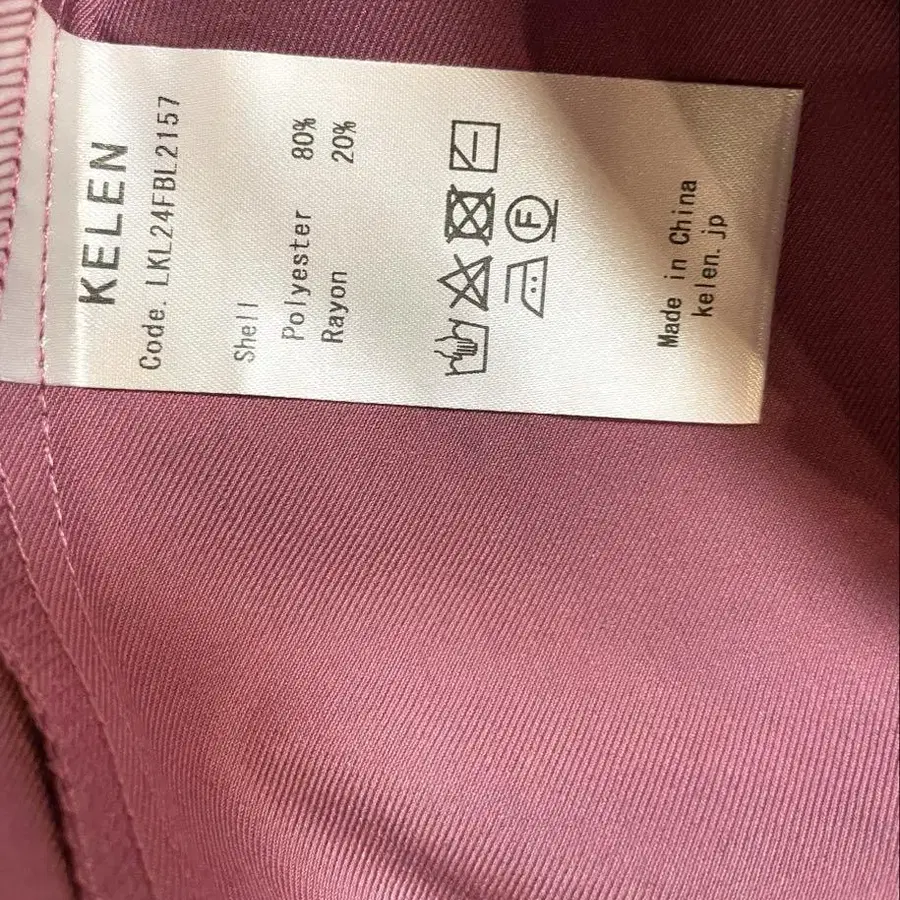 KELEN
Code. LKL24FBL2157
Shell
Polyester 80%
Rayon 20%
F
Made in China
kelen.jp